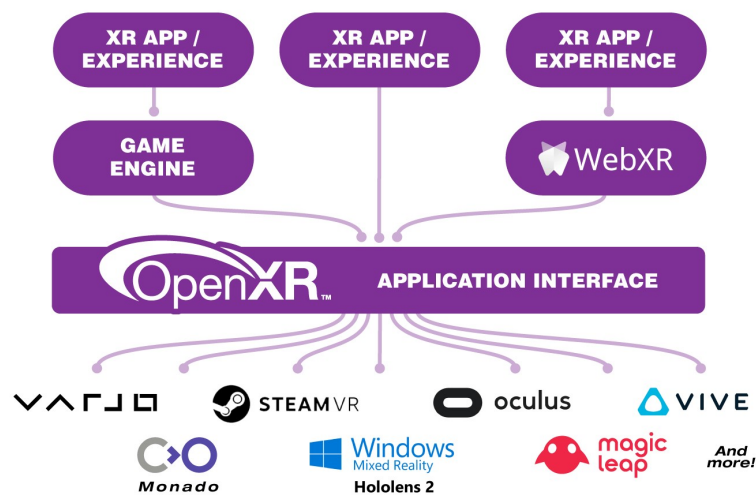 XR APP /
EXPERIENCE
XR APP /
EXPERIENCE
XR APP /
EXPERIENCE
GAME
ENGINE
WebXR
OpenXR™
APPLICATION INTERFACE
VARJO
STEAMVR
oculus
VIVE
Monado
Windows
Mixed Reality
Hololens 2
magic
leap
And
more!